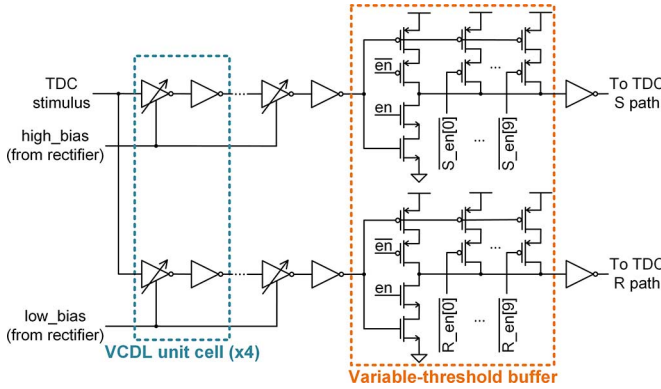 TDC
stimulus
high_bias
(from rectifier)
en
en
S_en[0]
...
S_en[9]
...
To TDC
S path
low_bias
(from rectifier)
en
en
R_en[0]
...
R_en[9]
...
To TDC
R path
VCDL unit cell (x4)
Variable-threshold buffer